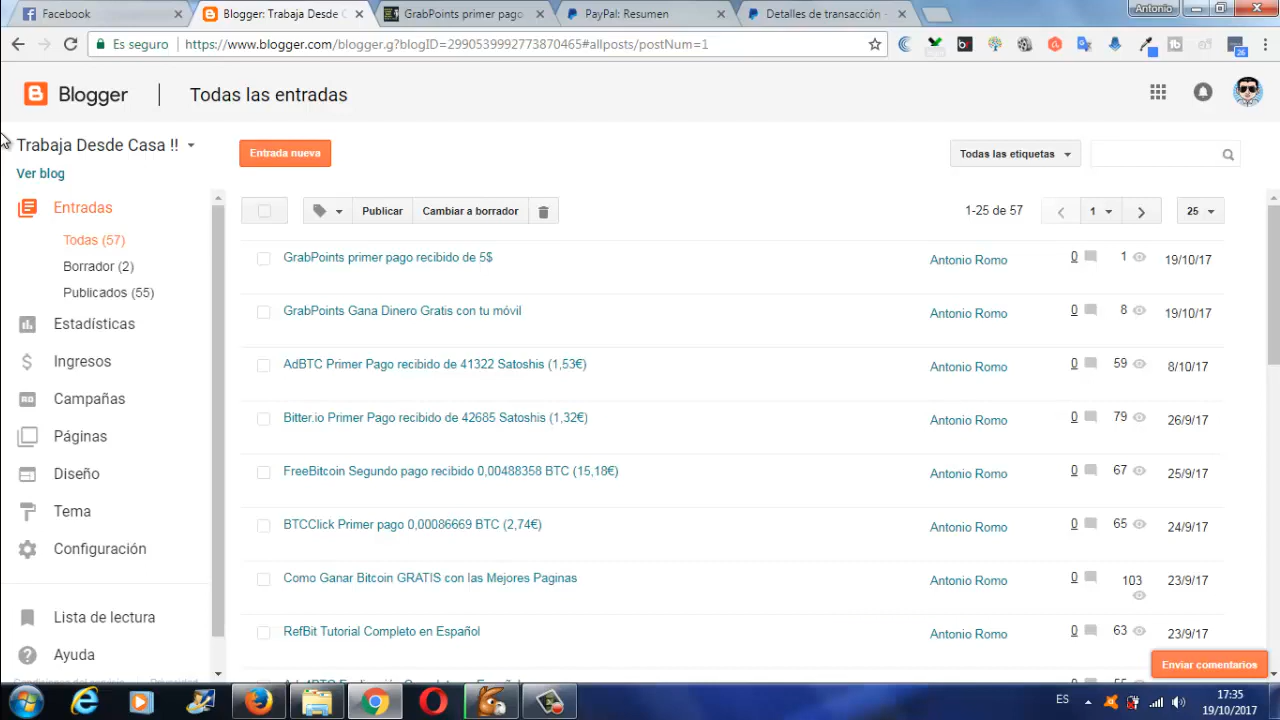 Facebook
Blogger: Trabaja Desde C
GrabPoints primer pago
PayPal: Resumen
Detalles de transacción -
Antonio
Es seguro
https://www.blogger.com/blogger.g?blogID=2990539992773870465#allposts/postNum=1
26
Blogger
Todas las entradas
Trabaja Desde Casa !!
Ver blog
Entrada nueva
Todas las etiquetas
Entradas
Todas (57)
Borrador (2)
Publicados (55)
Estadísticas
Ingresos
Campañas
Páginas
Diseño
Tema
Configuración
Lista de lectura
Ayuda
Condiciones del servicio Privacidad
Publicar
Cambiar a borrador
1-25 de 57
1
25
GrabPoints primer pago recibido de 5$ Antonio Romo 0 1 19/10/17
GrabPoints Gana Dinero Gratis con tu móvil Antonio Romo 0 8 19/10/17
AdBTC Primer Pago recibido de 41322 Satoshis (1,53€) Antonio Romo 0 59 8/10/17
Bitter.io Primer Pago recibido de 42685 Satoshis (1,32€) Antonio Romo 0 79 26/9/17
FreeBitcoin Segundo pago recibido 0,00488358 BTC (15,18€) Antonio Romo 0 67 25/9/17
BTCClick Primer pago 0,00086669 BTC (2,74€) Antonio Romo 0 65 24/9/17
Como Ganar Bitcoin GRATIS con las Mejores Paginas Antonio Romo 0 103 23/9/17
RefBit Tutorial Completo en Español Antonio Romo 0 63 23/9/17
Enviar comentarios
ES
17:35
19/10/2017